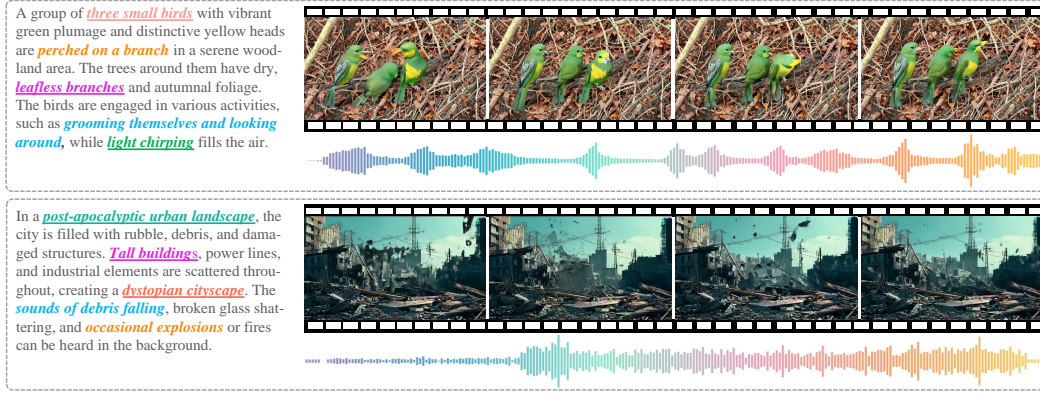 A group of three small birds with vibrant
green plumage and distinctive yellow heads
are perched on a branch in a serene wood-
land area. The trees around them have dry,
leafless branches and autumnal foliage.
The birds are engaged in various activities,
such as grooming themselves and looking
around, while light chirping fills the air.
In a post-apocalyptic urban landscape, the
city is filled with rubble, debris, and dama-
ged structures. Tall buildings, power lines,
and industrial elements are scattered throu-
ghout, creating a dystopian cityscape. The
sounds of debris falling, broken glass shat-
tering, and occasional explosions or fires
can be heard in the background.